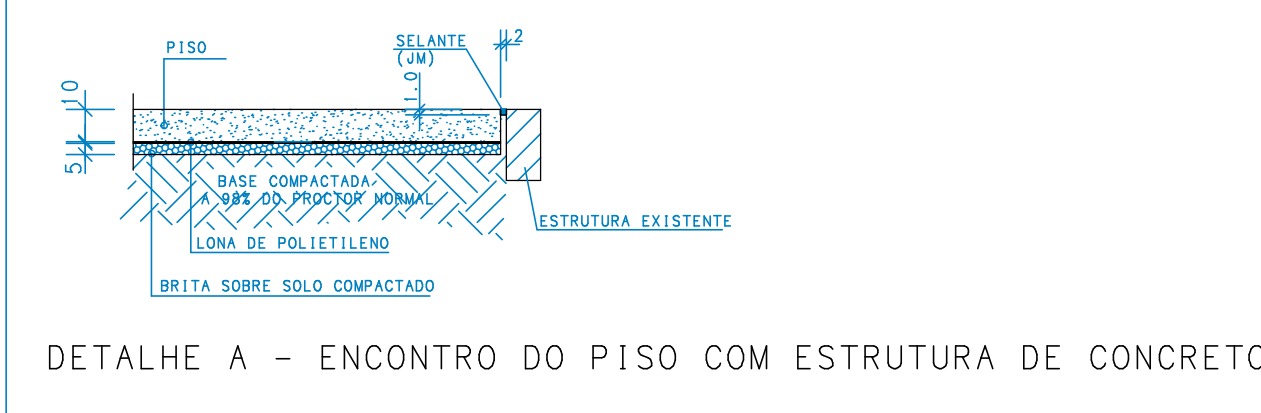 PISO
SELANTE
(JM)
2
1.0
10
5
BASE COMPACTADA
A 98% DO PROCTOR NORMAL
ESTRUTURA EXISTENTE
LONA DE POLIETILENO
BRITA SOBRE SOLO COMPACTADO
DETALHE A - ENCONTRO DO PISO COM ESTRUTURA DE CONCRETO